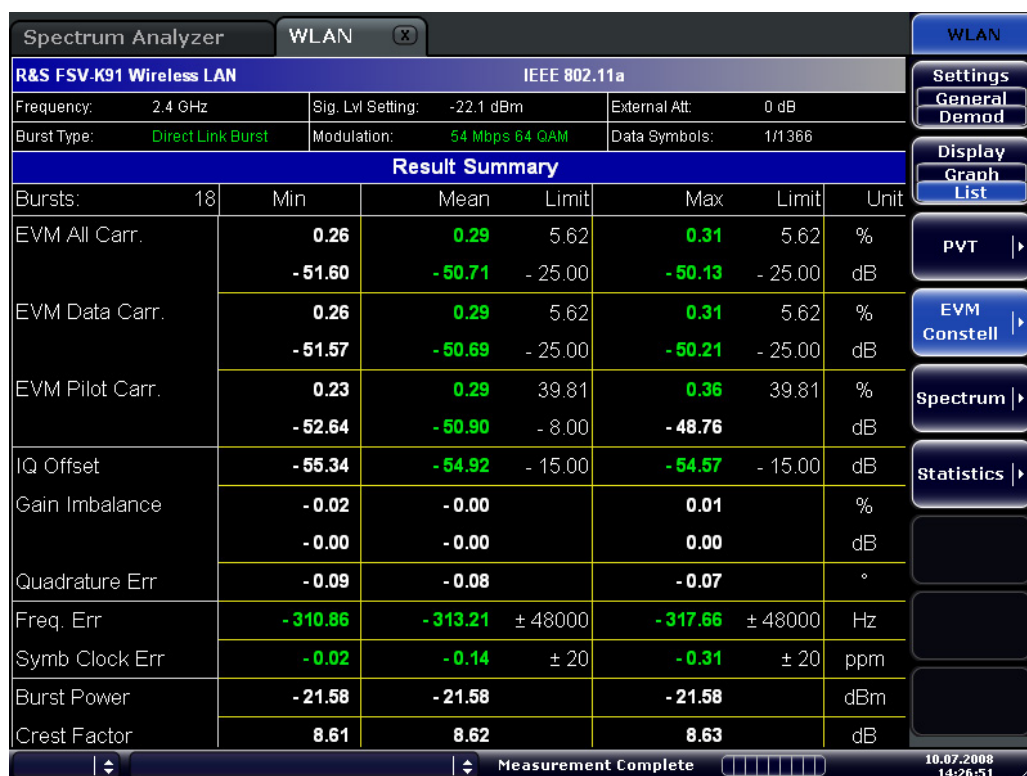 Spectrum Analyzer WLAN X WLAN
R&S FSV-K91 Wireless LAN IEEE 802.11a
Frequency: 2.4 GHz Sig. Lvl Setting: -22.1 dBm External Att: 0 dB
Burst Type: Direct Link Burst Modulation: 54 Mbps 64 QAM Data Symbols: 1/1366
Result Summary
Bursts: 18 Min Mean Limit Max Limit Unit
EVM All Carr. 0.26 0.29 5.62 0.31 5.62 %
- 51.60 - 50.71 - 25.00 - 50.13 - 25.00 dB
EVM Data Carr. 0.26 0.29 5.62 0.31 5.62 %
- 51.57 - 50.69 - 25.00 - 50.21 - 25.00 dB
EVM Pilot Carr. 0.23 0.29 39.81 0.36 39.81 %
- 52.64 - 50.90 - 8.00 - 48.76 dB
IQ Offset - 55.34 - 54.92 - 15.00 - 54.57 - 15.00 dB
Gain Imbalance - 0.02 - 0.00 0.01 %
- 0.00 - 0.00 0.00 dB
Quadrature Err - 0.09 - 0.08 - 0.07 °
Freq. Err - 310.86 - 313.21 ± 48000 - 317.66 ± 48000 Hz
Symb Clock Err - 0.02 - 0.14 ± 20 - 0.31 ± 20 ppm
Burst Power - 21.58 - 21.58 - 21.58 dBm
Crest Factor 8.61 8.62 8.63 dB
Measurement Complete
Settings
General
Demod
Display
Graph
List
PVT
EVM
Constell
Spectrum
Statistics
10.07.2008
14:26:51